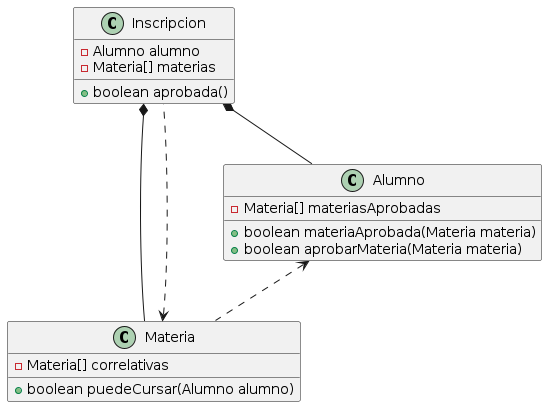 C Inscripcion
Alumno alumno
Materia[] materias
boolean aprobada()
C Alumno
Materia[] materiasAprobadas
boolean materiaAprobada(Materia materia)
boolean aprobarMateria(Materia materia)
C Materia
Materia[] correlativas
boolean puedeCursar(Alumno alumno)